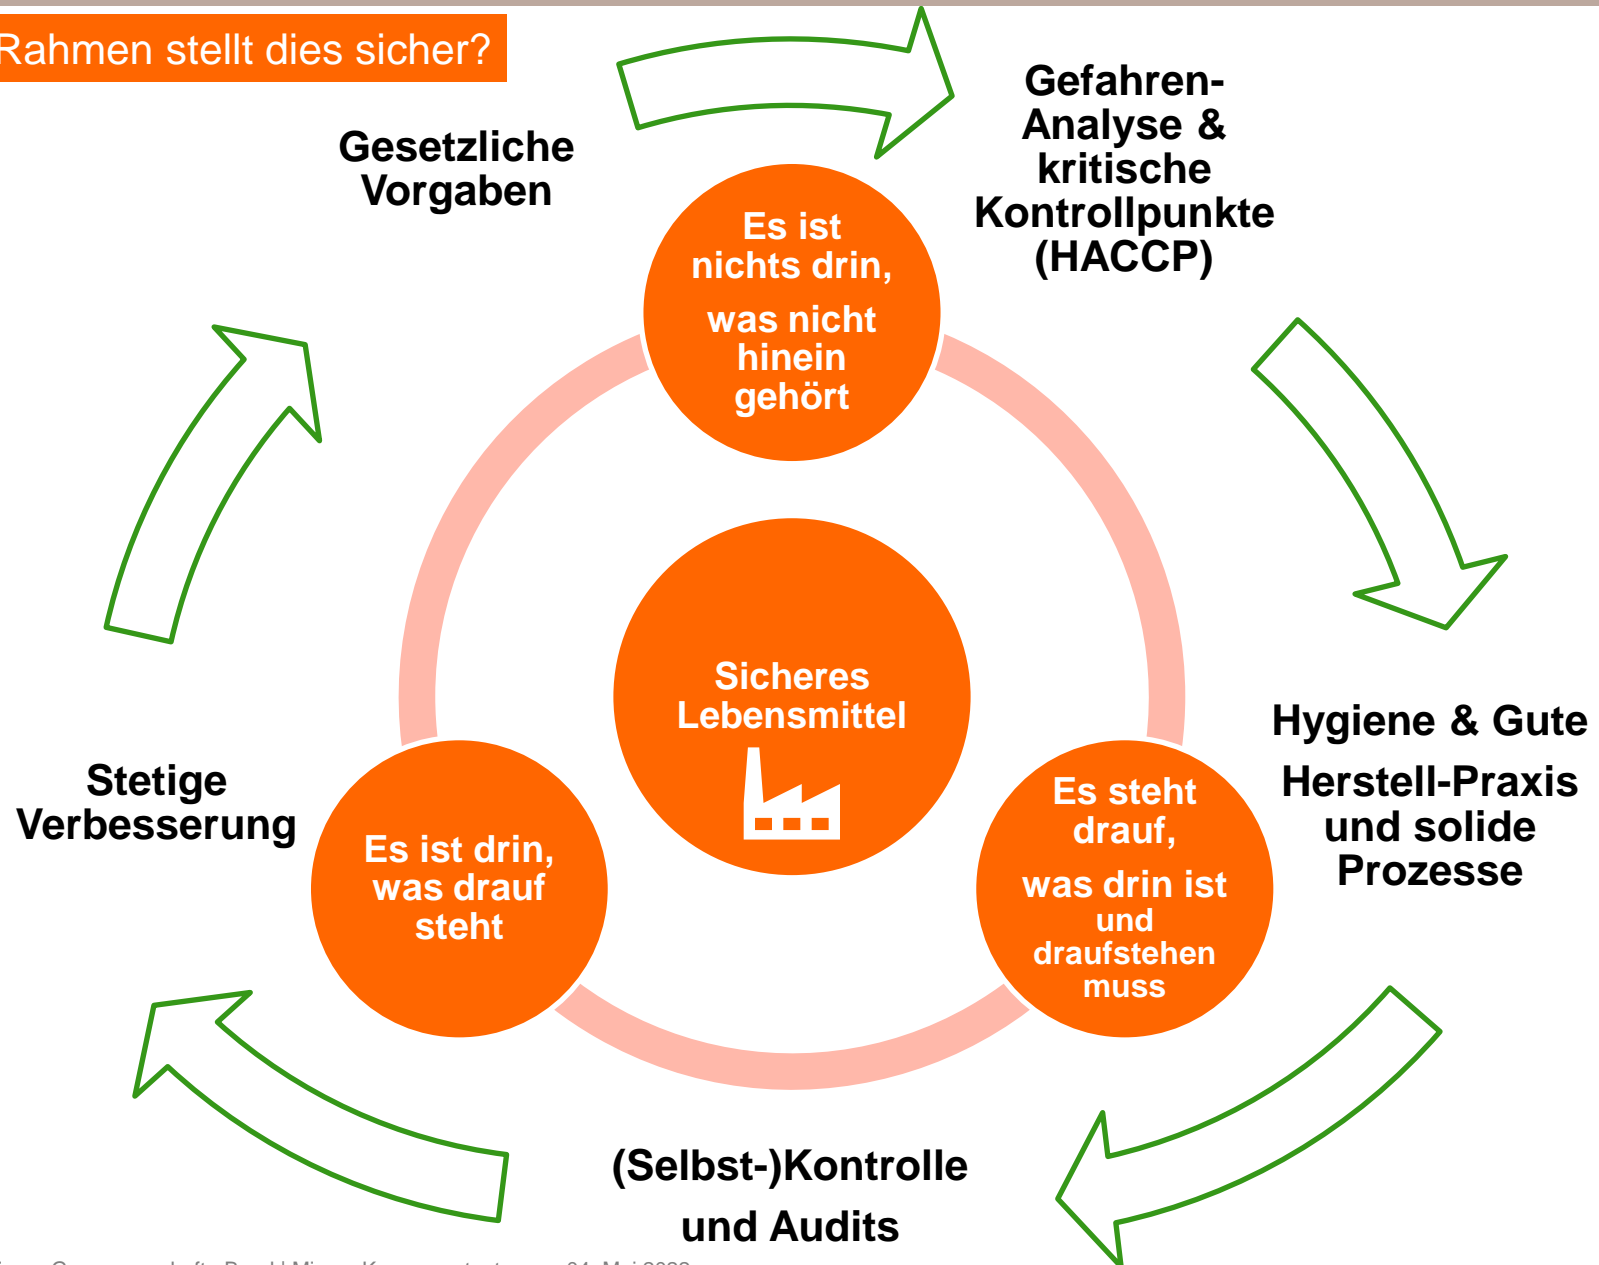 Rahmen stellt dies sicher?
Gesetzliche
Vorgaben
Gefahren-
Analyse &
kritische
Kontrollpunkte
(HACCP)
Es ist
nichts drin,
was nicht
hinein
gehört
Sicheres
Lebensmittel
Hygiene & Gute
Herstell-Praxis
und solide
Prozesse
Es steht
drauf,
was drin ist
und
draufstehen
muss
Stetige
Verbesserung
Es ist drin,
was drauf
steht
(Selbst-)Kontrolle
und Audits